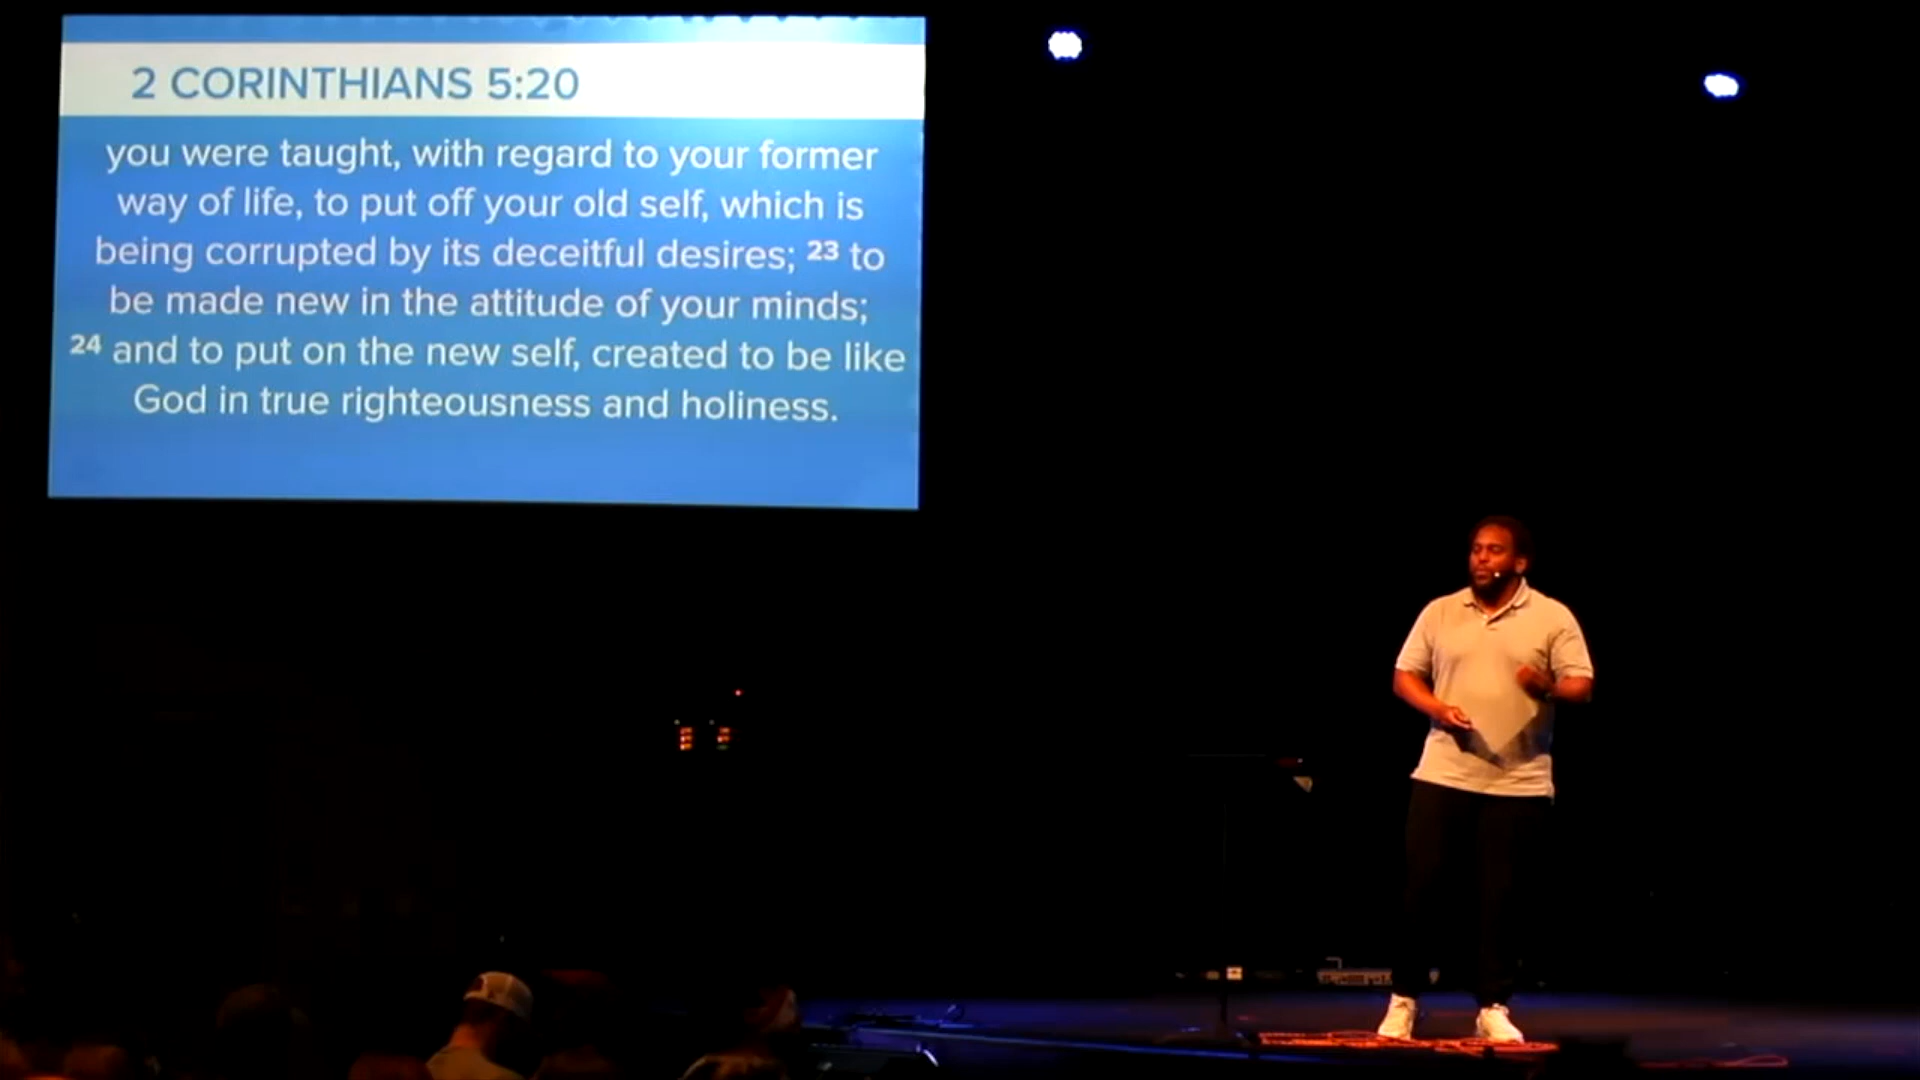 2 CORINTHIANS 5:20
you were taught, with regard to your former
way of life, to put off your old self, which is
being corrupted by its deceitful desires; 23 to
be made new in the attitude of your minds;
24 and to put on the new self, created to be like
God in true righteousness and holiness.